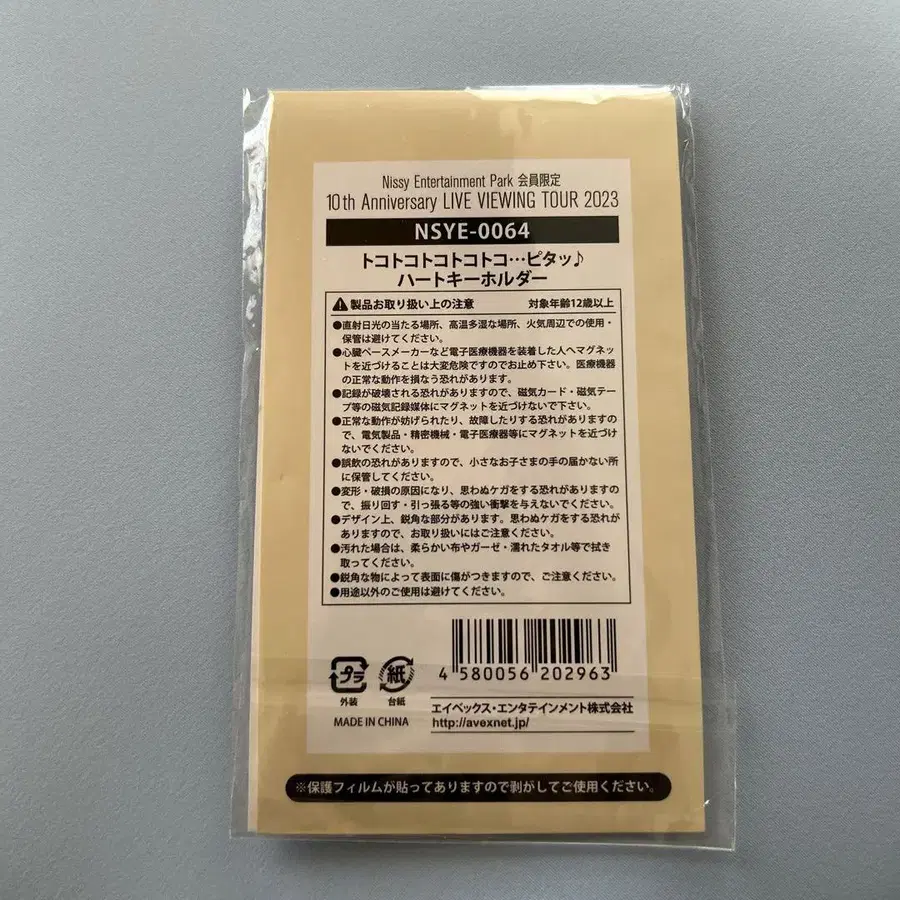 Nissy Entertainment Park 会員限定
10th Anniversary LIVE VIEWING TOUR 2023
NSYE-0064
トコトコトコトコトコ…ピタッ♪
ハートキーホルダー
製品お取り扱い上の注意 対象年齢12歳以上
●直射日光の当たる場所、高温多湿な場所、火気周辺での使用・
保管は避けてください。
●心臓ペースメーカーなど電子医療機器を装着した人へマグネッ
トを近づけることは大変危険ですのでお止め下さい。医療機器
の正常な動作を損なう恐れがあります。
●記録が破壊される恐れがありますので、磁気カード・磁気テー
プ等の磁気記録媒体にマグネットを近づけないで下さい。
●正常な動作が妨げられたり、故障したりする恐れがありますの
で、電気製品・精密機械・電子医療器等にマグネットを近づけ
ないでください。
●誤飲の恐れがありますので、小さなお子さまの手の届かない所
に保管してください。
●変形・破損の原因になり、思わぬケガをする恐れがありますの
で、振り回す・引っ張る等の強い衝撃を与えないでください。
●デザイン上、鋭角な部分があります。思わぬケガをする恐れが
ありますので、お取り扱いにはご注意ください。
●汚れた場合は、柔らかい布やガーゼ・濡れたタオル等で拭き
取ってください。
●鋭角な物によって表面に傷がつきますので、ご注意ください。
●用途以外のご使用は避けてください。
4 580056 202963
プラ 紙
外装 台紙
MADE IN CHINA
エイベックス・エンタテインメント株式会社
http://avexnet.jp/
※保護フィルムが貼ってありますので剥がしてご使用ください。